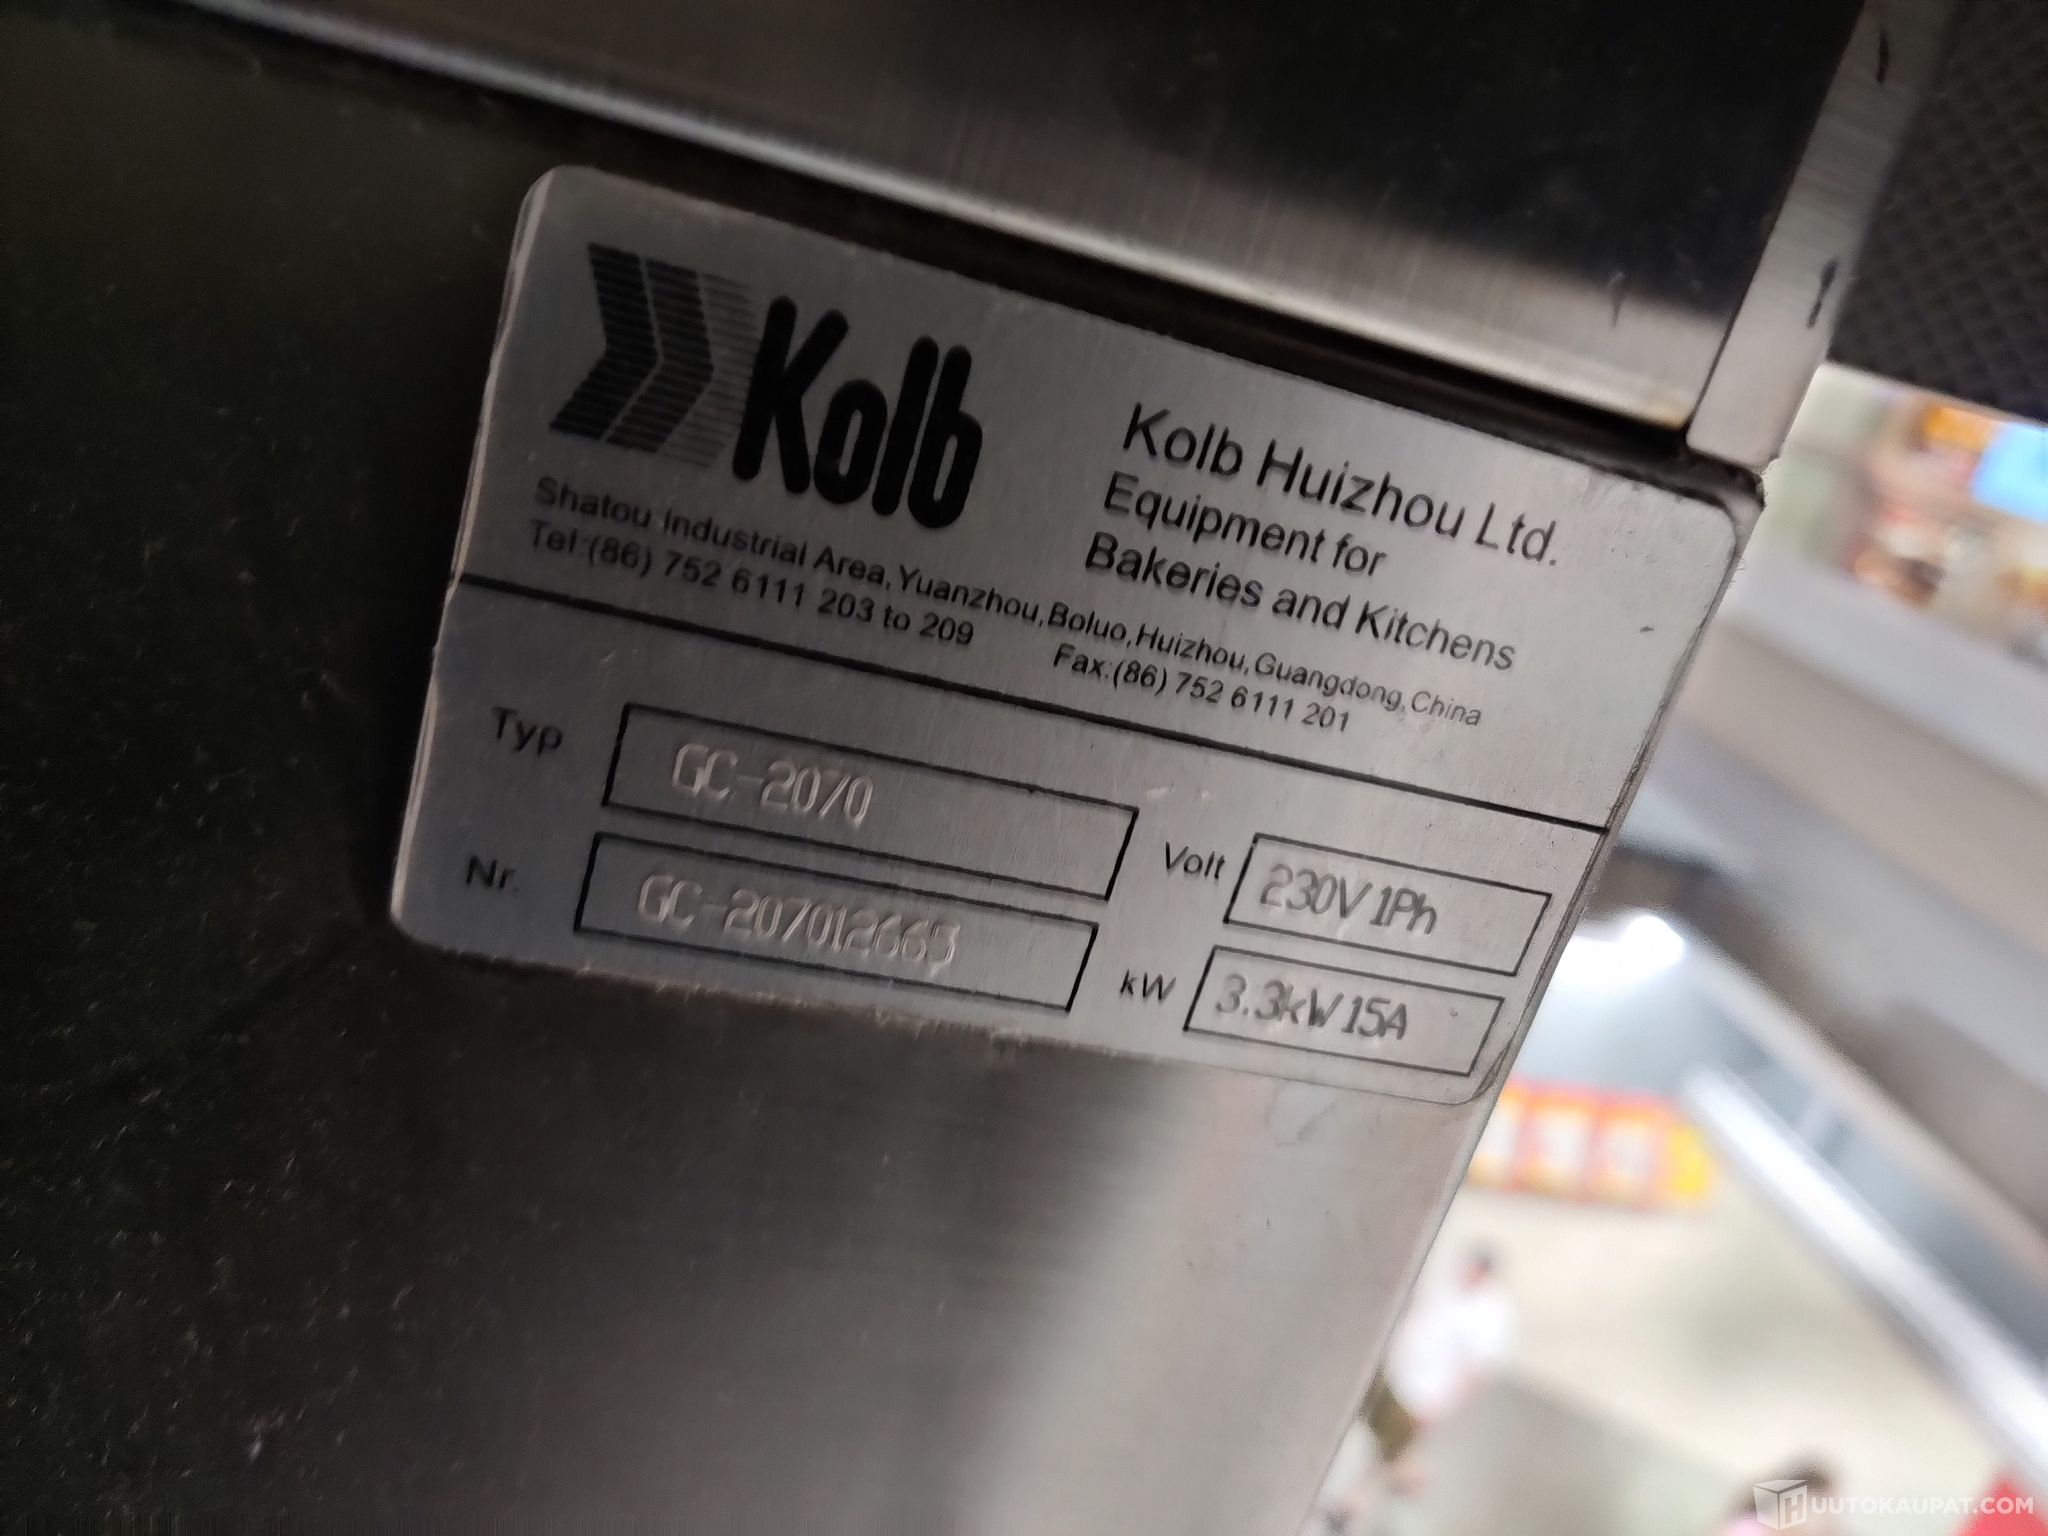 Kolb
Kolb Huizhou Ltd.
Equipment for
Bakeries and Kitchens
Shatou Industrial Area,Yuanzhou,Boluo,Huizhou,Guangdong,China
Tel:(86) 752 6111 203 to 209 Fax:(86) 752 6111 201
Typ GC-2070
Volt 230V 1Ph
Nr. GC-207012663
kW 3.3kW 15A
HUUTOKAUPAT.COM